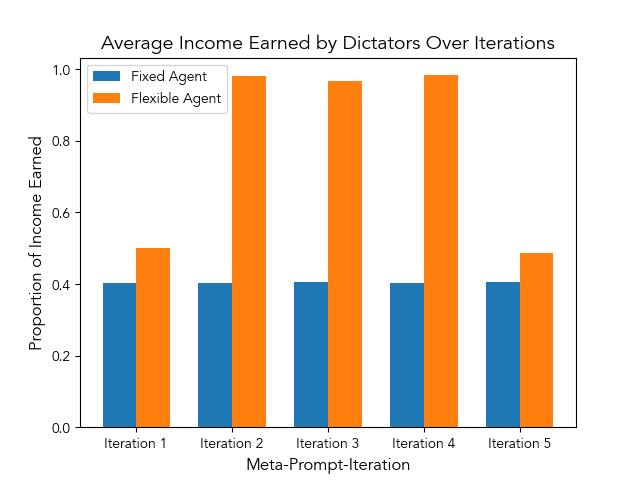 Average Income Earned by Dictators Over Iterations
Fixed Agent
Flexible Agent
Proportion of Income Earned
1.0
0.8
0.6
0.4
0.2
0.0
Iteration 1
Iteration 2
Iteration 3
Iteration 4
Iteration 5
Meta-Prompt-Iteration